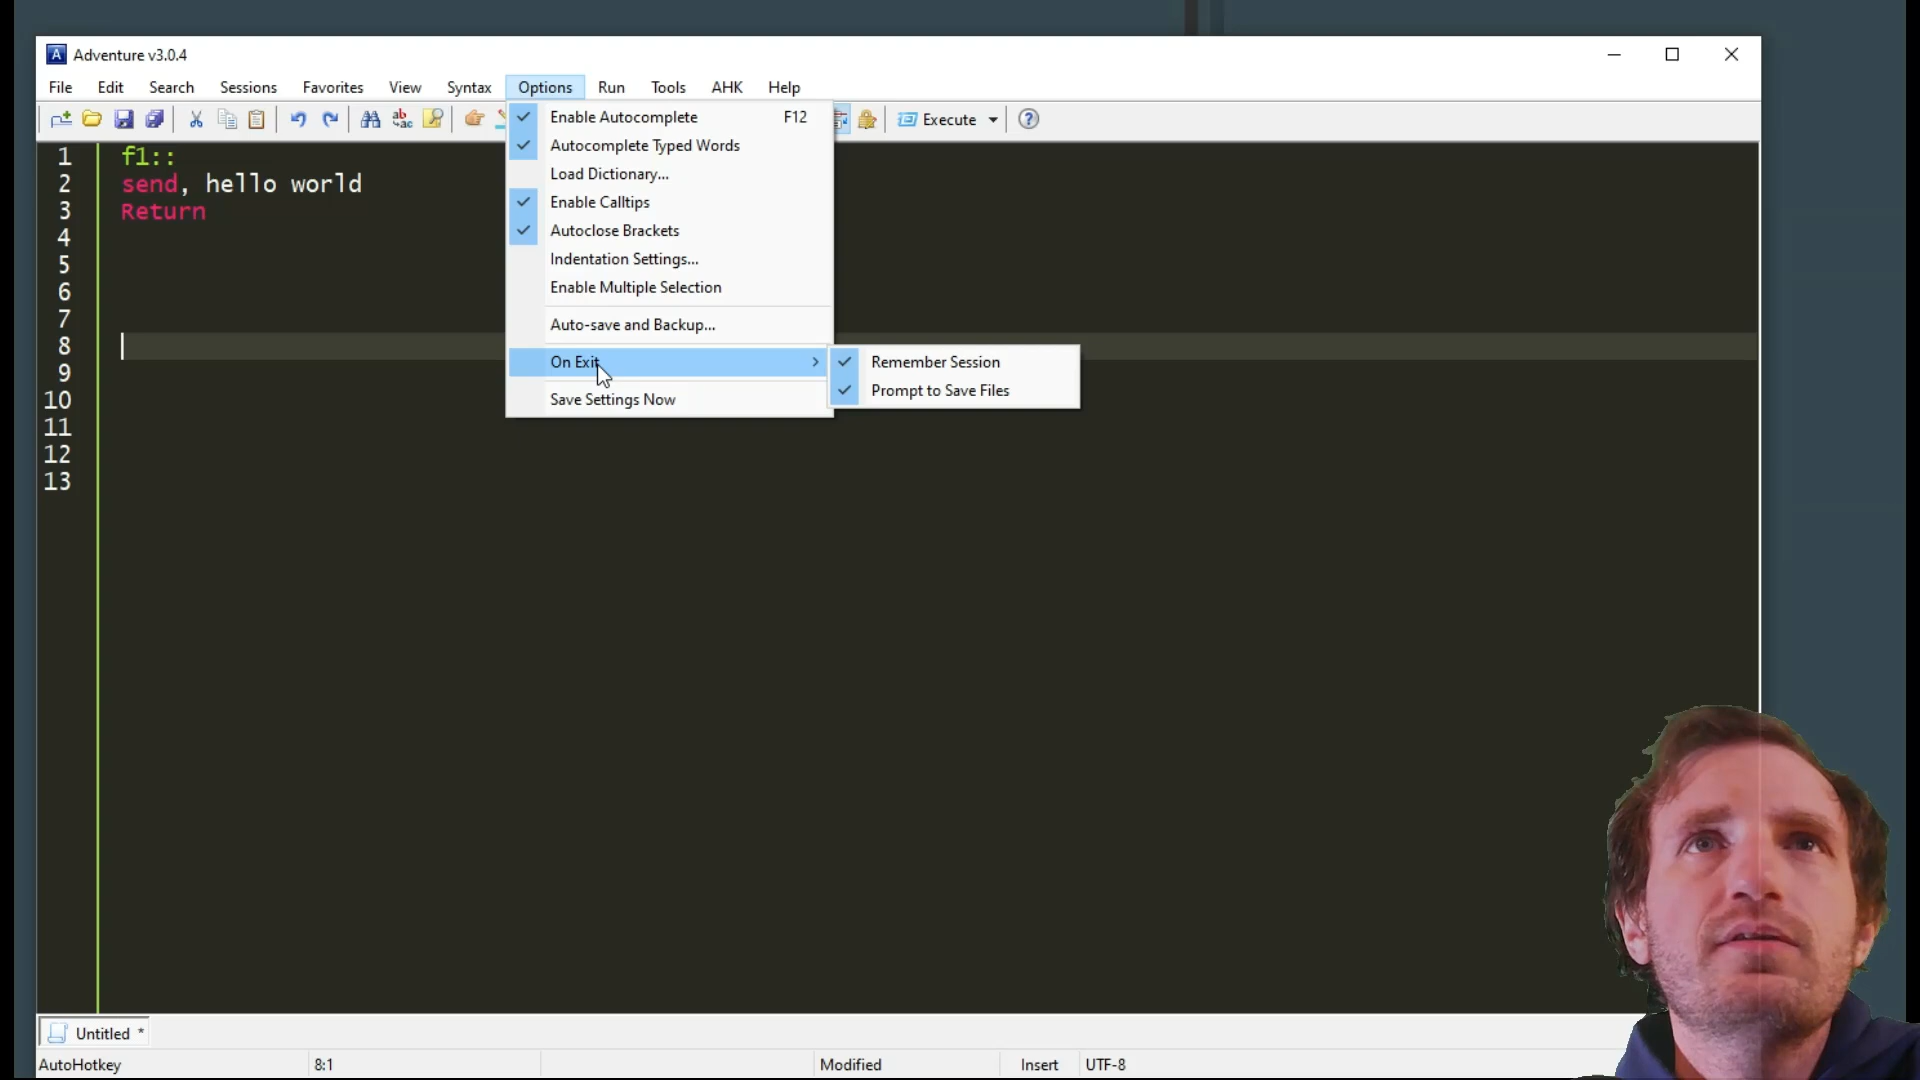 Adventure v3.0.4
File Edit Search Sessions Favorites View Syntax Options Run Tools AHK Help
Execute
Enable Autocomplete F12
Autocomplete Typed Words
Load Dictionary...
Enable Calltips
Autoclose Brackets
Indentation Settings...
Enable Multiple Selection
Auto-save and Backup...
On Exit
Save Settings Now
Remember Session
Prompt to Save Files
1 f1::
2 send, hello world
3 Return
4
5
6
7
8
9
10
11
12
13
Untitled *
AutoHotkey 8:1 Modified Insert UTF-8